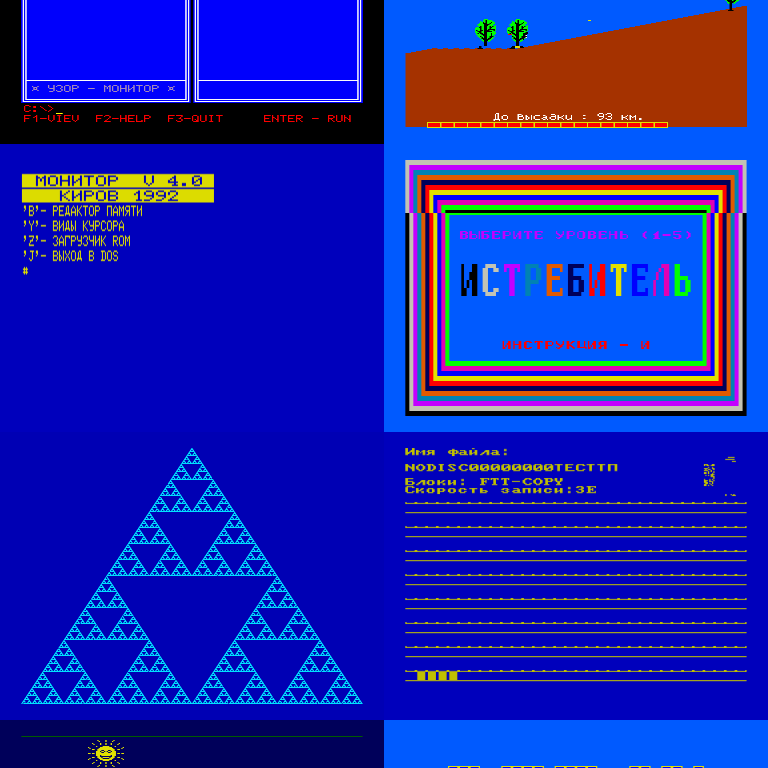 × УЗОР – МОНИТОР ×
C:\>_
F1-VIEV F2-HELP F3-QUIT ENTER – RUN
До высадки : 93 км.
МОНИТОР V 4.0
КИРОВ 1992
'B'- РЕДАКТОР ПАМЯТИ
'Y'- ВИДЫ КУРСОРА
'Z'- ЗАГРУЗЧИК ROM
'J'- ВЫХОД В DOS
#
ВЫБЕРИТЕ УРОВЕНЬ (1-5)
ИСТРЕБИТЕЛЬ
ИНСТРУКЦИЯ – И
Имя файла:
NODISC00000000ТЕСТТП
Блоки: FTT-COPY
Скорость записи:3E